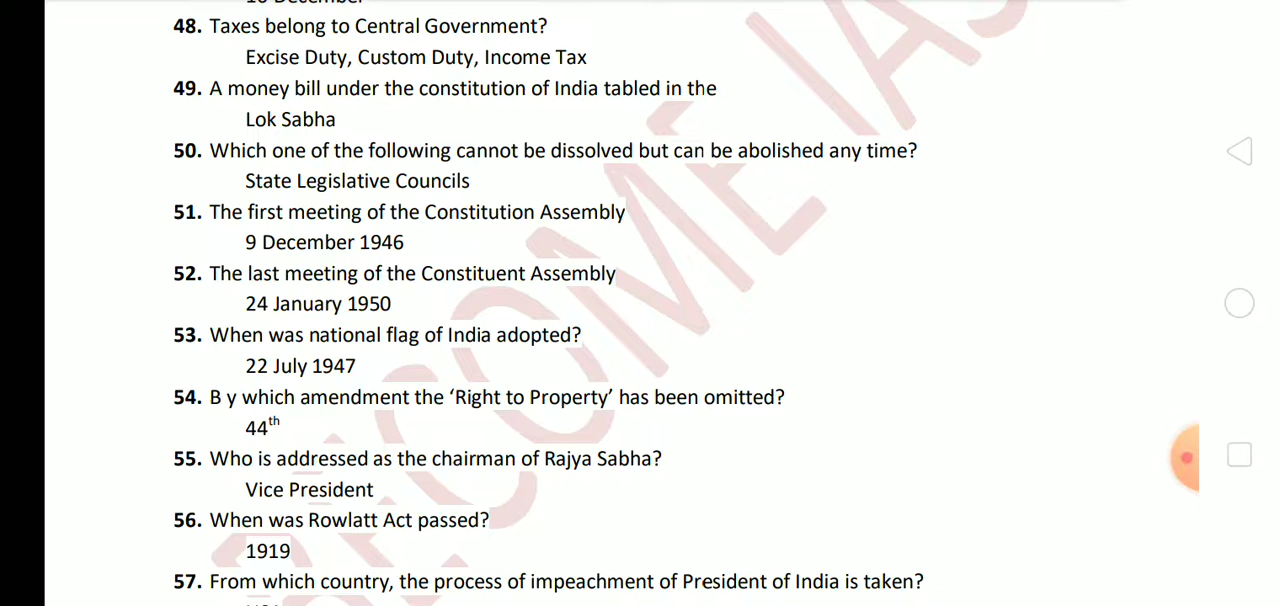 48. Taxes belong to Central Government?
Excise Duty, Custom Duty, Income Tax
49. A money bill under the constitution of India tabled in the
Lok Sabha
50. Which one of the following cannot be dissolved but can be abolished any time?
State Legislative Councils
51. The first meeting of the Constitution Assembly
9 December 1946
52. The last meeting of the Constituent Assembly
24 January 1950
53. When was national flag of India adopted?
22 July 1947
54. B y which amendment the ‘Right to Property’ has been omitted?
44th
55. Who is addressed as the chairman of Rajya Sabha?
Vice President
56. When was Rowlatt Act passed?
1919
57. From which country, the process of impeachment of President of India is taken?